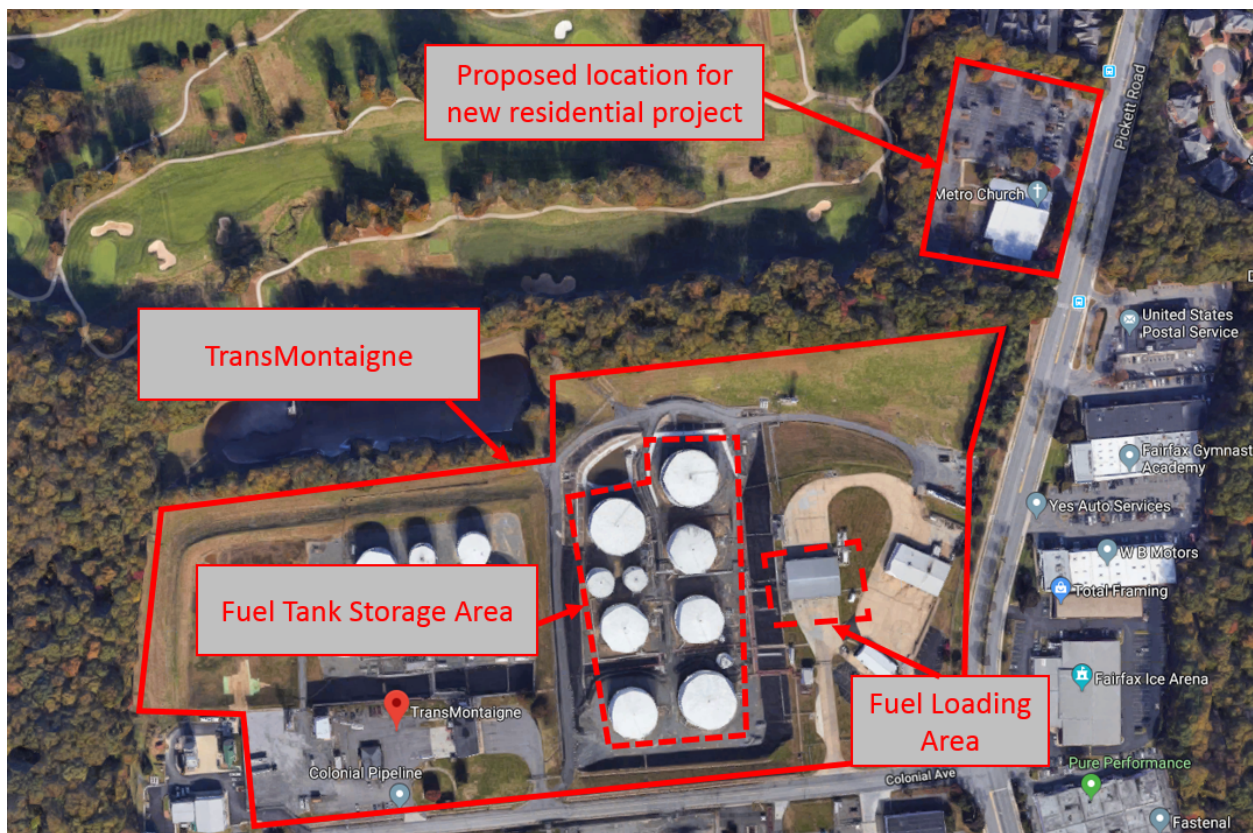 Proposed location for
new residential project
Pickett Road
Metro Church
TransMontaigne
United States
Postal Service
Fairfax Gymnast
Academy
Yes Auto Services
W B Motors
Total Framing
Fuel Tank Storage Area
Fairfax Ice Arena
TransMontaigne
Fuel Loading
Area
Colonial Pipeline
Colonial Ave
Pure Performance
Fastenal